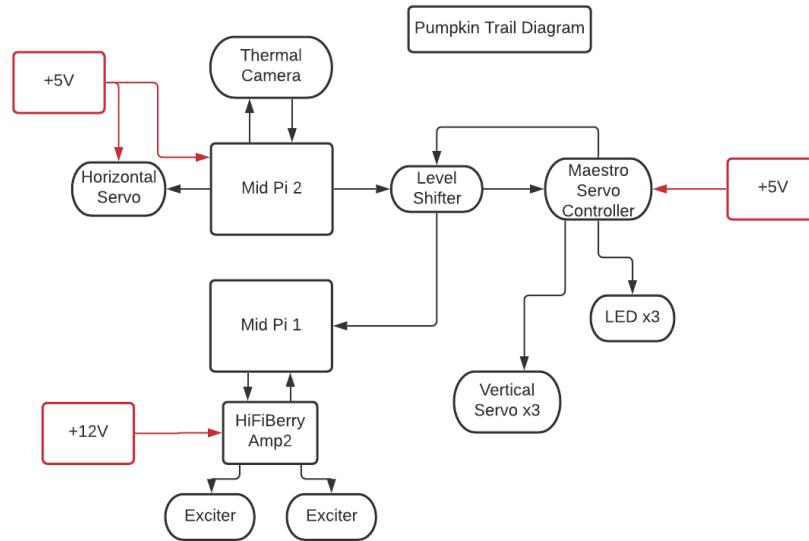 Pumpkin Trail Diagram
Thermal
Camera
+5V
Horizontal
Servo
Mid Pi 2
Level
Shifter
Maestro
Servo
Controller
+5V
Mid Pi 1
LED x3
Vertical
Servo x3
+12V
HiFiBerry
Amp2
Exciter
Exciter